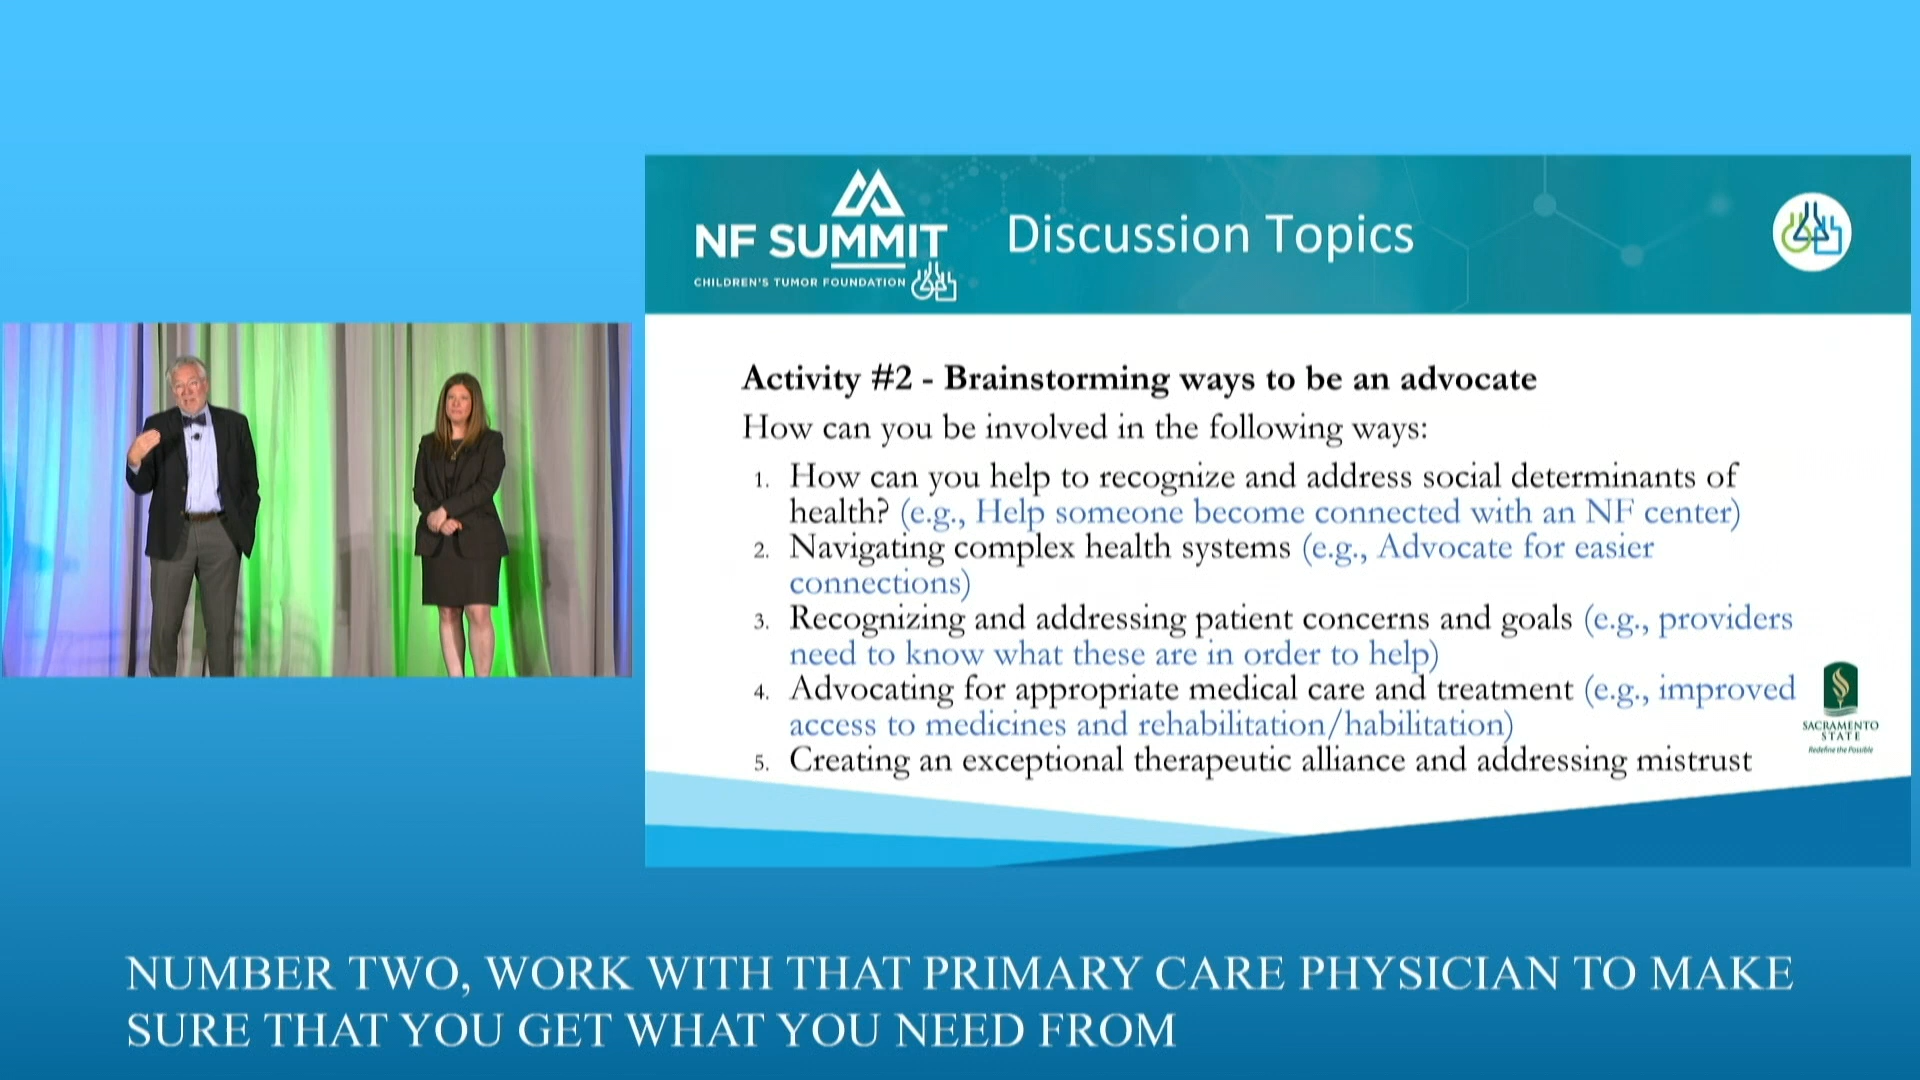 NF SUMMIT
CHILDREN'S TUMOR FOUNDATION
Discussion Topics
Activity #2 - Brainstorming ways to be an advocate
How can you be involved in the following ways:
1. How can you help to recognize and address social determinants of
health? (e.g., Help someone become connected with an NF center)
2. Navigating complex health systems (e.g., Advocate for easier
connections)
3. Recognizing and addressing patient concerns and goals (e.g., providers
need to know what these are in order to help)
4. Advocating for appropriate medical care and treatment (e.g., improved
access to medicines and rehabilitation/habilitation)
5. Creating an exceptional therapeutic alliance and addressing mistrust
SACRAMENTO
STATE
Redefine the Possible
NUMBER TWO, WORK WITH THAT PRIMARY CARE PHYSICIAN TO MAKE
SURE THAT YOU GET WHAT YOU NEED FROM